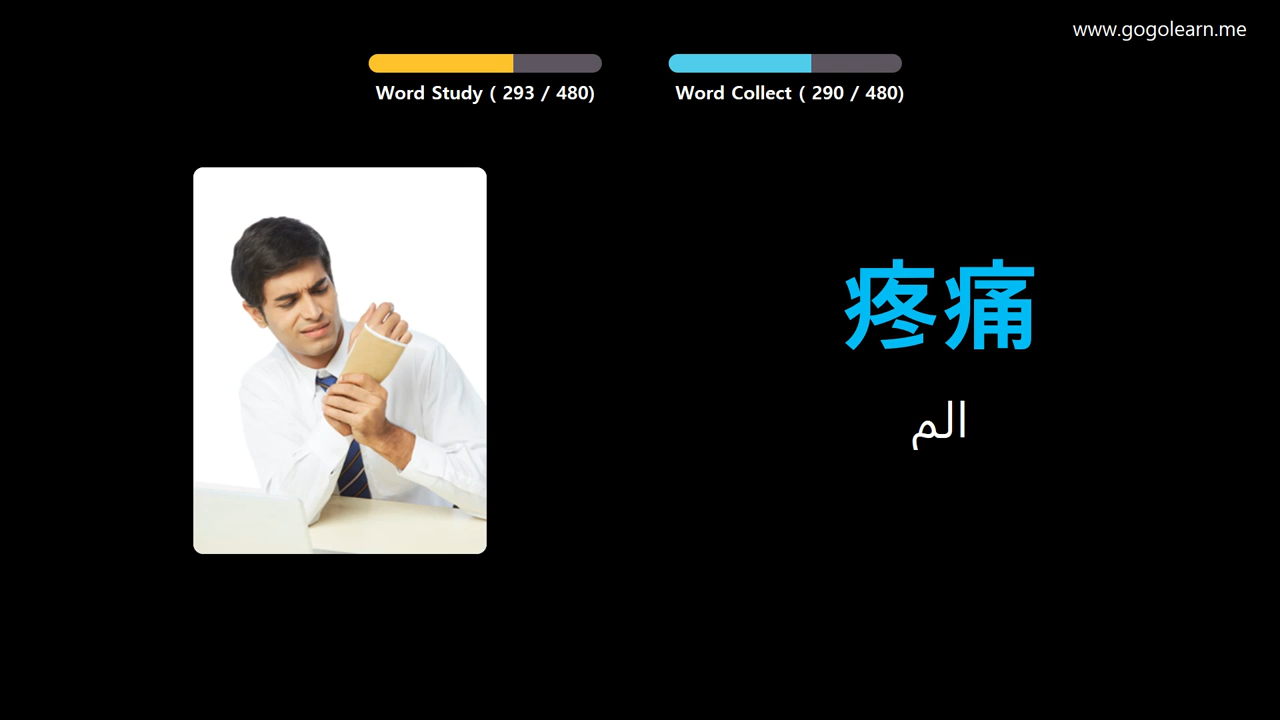 www.gogolearn.me
Word Study ( 293 / 480)
Word Collect ( 290 / 480)
疼痛
الم